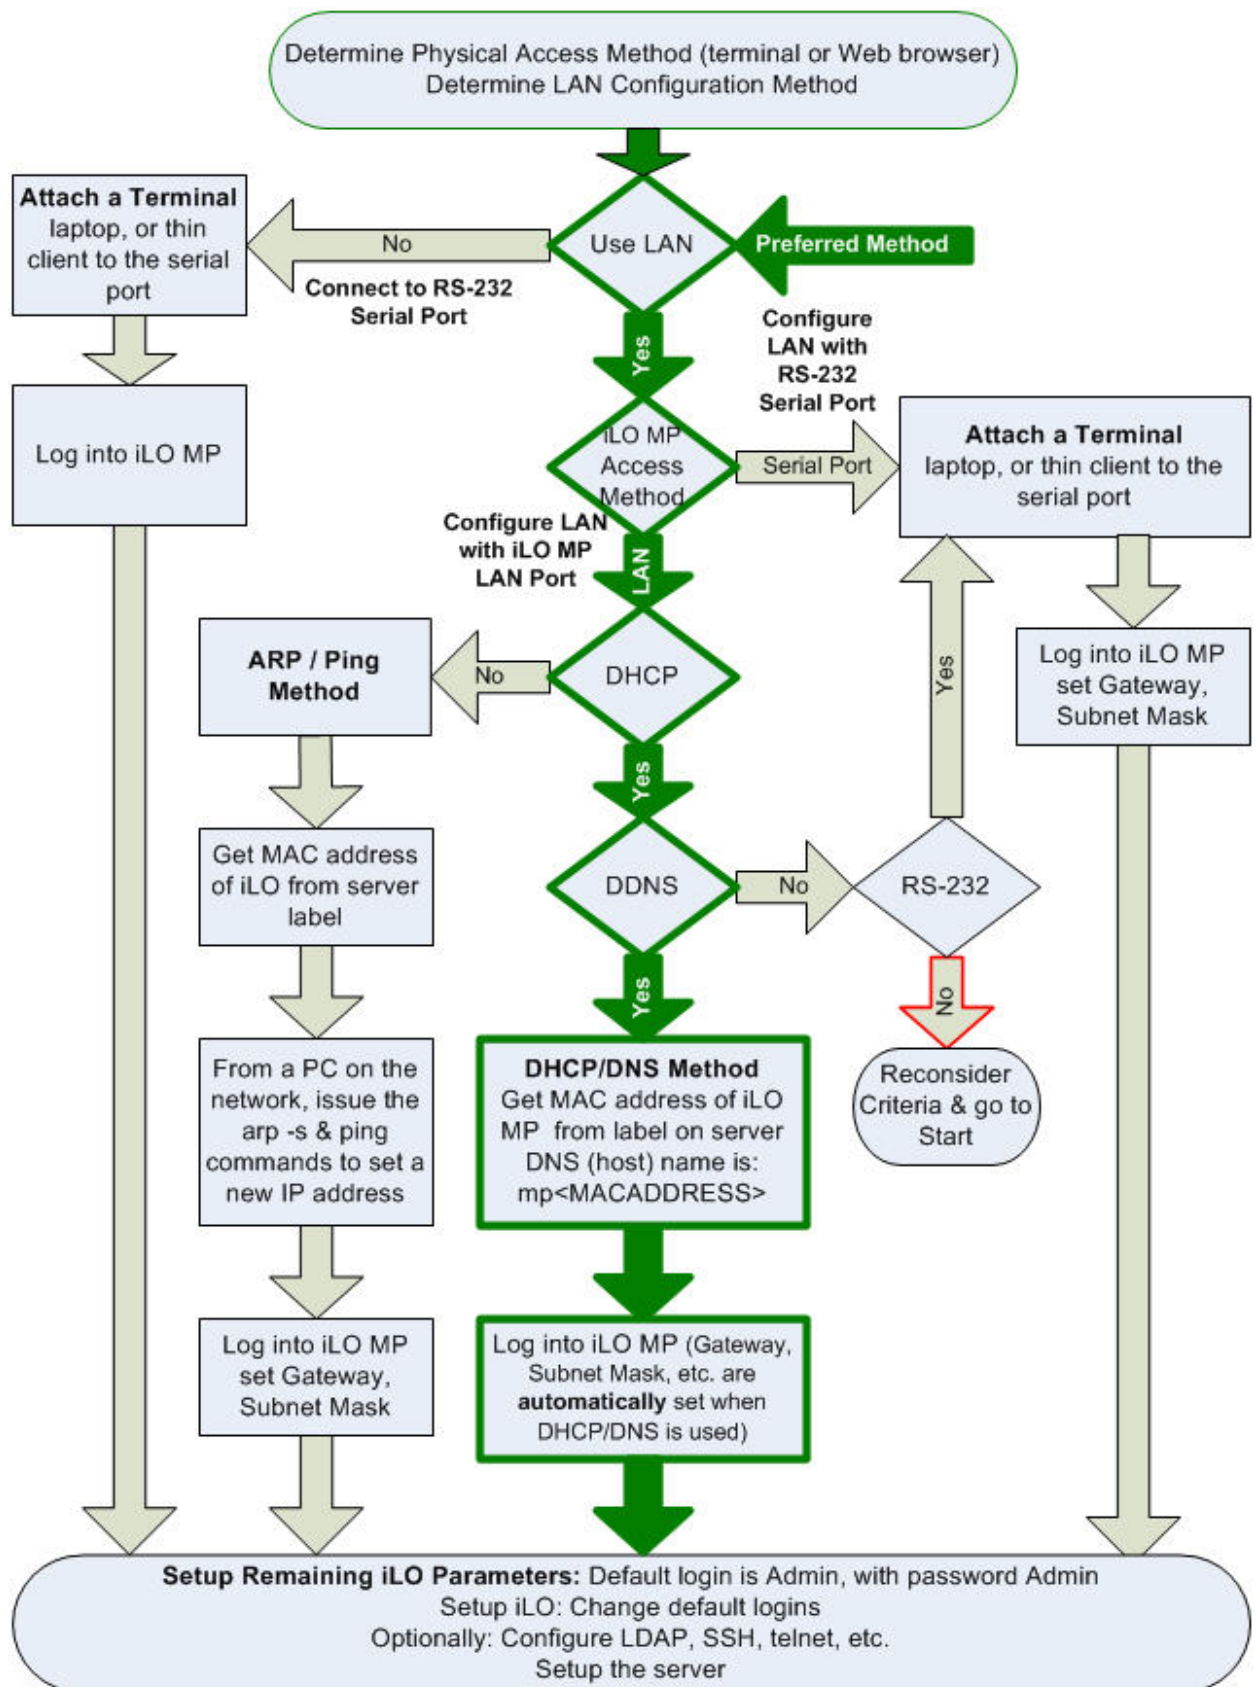 Determine Physical Access Method (terminal or Web browser)
Determine LAN Configuration Method
Attach a Terminal
laptop, or thin
client to the serial
port
No
Use LAN
Preferred Method
Connect to RS-232
Serial Port
Yes
Configure
LAN with
RS-232
Serial Port
Log into iLO MP
iLO MP
Access
Method
Serial Port
Attach a Terminal
laptop, or thin client to the
serial port
Configure LAN
with iLO MP
LAN Port
LAN
ARP / Ping
Method
No
DHCP
Yes
Log into iLO MP
set Gateway,
Subnet Mask
Yes
Get MAC address
of iLO from server
label
DDNS
No
RS-232
Yes
No
From a PC on the
network, issue the
arp -s & ping
commands to set a
new IP address
DHCP/DNS Method
Get MAC address of iLO
MP from label on server
DNS (host) name is:
mp<MACADDRESS>
Reconsider
Criteria & go to
Start
Log into iLO MP
set Gateway,
Subnet Mask
Log into iLO MP (Gateway,
Subnet Mask, etc. are
automatically set when
DHCP/DNS is used)
Setup Remaining iLO Parameters: Default login is Admin, with password Admin
Setup iLO: Change default logins
Optionally: Configure LDAP, SSH, telnet, etc.
Setup the server